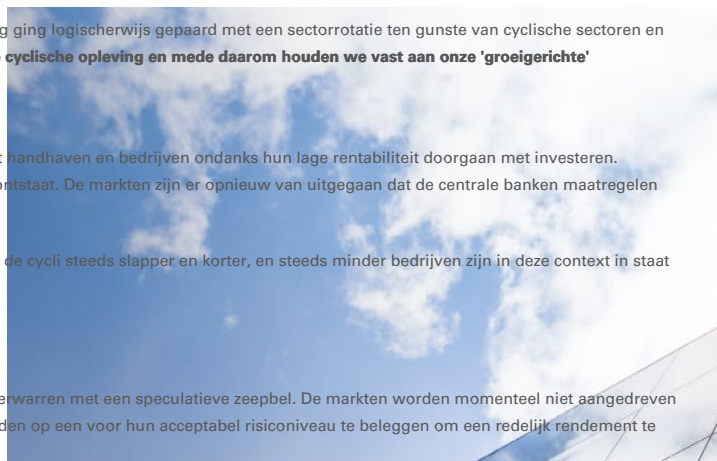 ging logischerwijs gepaard met een sectorrotatie ten gunste van cyclische sectoren en
cyclische opleving en mede daarom houden we vast aan onze 'groeigerichte'
handhaven en bedrijven ondanks hun lage rentabiliteit doorgaan met investeren.
ontstaat. De markten zijn er opnieuw van uitgegaan dat de centrale banken maatregelen
de cycli steeds slapper en korter, en steeds minder bedrijven zijn in deze context in staat
erwarren met een speculatieve zeepbel. De markten worden momenteel niet aangedreven
den op een voor hun acceptabel risiconiveau te beleggen om een redelijk rendement te